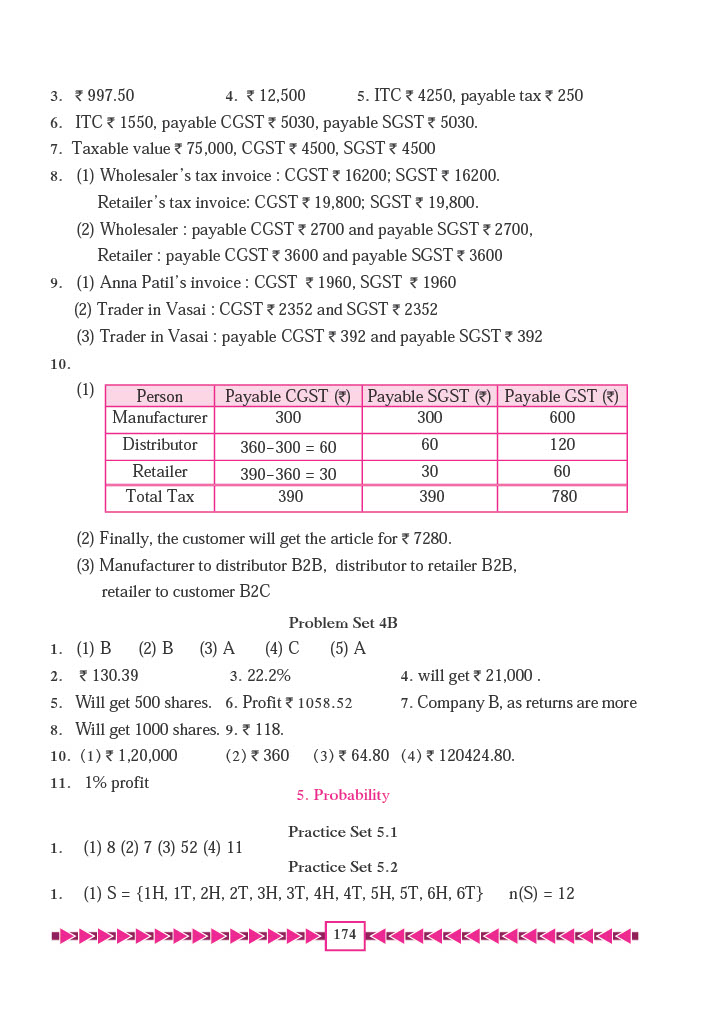 3. ₹ 997.50 4. ₹ 12,500 5. ITC ₹ 4250, payable tax ₹ 250
6. ITC ₹ 1550, payable CGST ₹ 5030, payable SGST ₹ 5030.
7. Taxable value ₹ 75,000, CGST ₹ 4500, SGST ₹ 4500
8. (1) Wholesaler’s tax invoice : CGST ₹ 16200; SGST ₹ 16200.
Retailer’s tax invoice: CGST ₹ 19,800; SGST ₹ 19,800.
(2) Wholesaler : payable CGST ₹ 2700 and payable SGST ₹ 2700,
Retailer : payable CGST ₹ 3600 and payable SGST ₹ 3600
9. (1) Anna Patil’s invoice : CGST ₹ 1960, SGST ₹ 1960
(2) Trader in Vasai : CGST ₹ 2352 and SGST ₹ 2352
(3) Trader in Vasai : payable CGST ₹ 392 and payable SGST ₹ 392
10.
(1) Person Payable CGST (₹) Payable SGST (₹) Payable GST (₹)
Manufacturer 300 300 600
Distributor 360–300 = 60 60 120
Retailer 390–360 = 30 30 60
Total Tax 390 390 780
(2) Finally, the customer will get the article for ₹ 7280.
(3) Manufacturer to distributor B2B, distributor to retailer B2B,
retailer to customer B2C
Problem Set 4B
1. (1) B (2) B (3) A (4) C (5) A
2. ₹ 130.39 3. 22.2% 4. will get ₹ 21,000 .
5. Will get 500 shares. 6. Profit ₹ 1058.52 7. Company B, as returns are more
8. Will get 1000 shares. 9. ₹ 118.
10. (1) ₹ 1,20,000 (2) ₹ 360 (3) ₹ 64.80 (4) ₹ 120424.80.
11. 1% profit
5. Probability
Practice Set 5.1
1. (1) 8 (2) 7 (3) 52 (4) 11
Practice Set 5.2
1. (1) S = {1H, 1T, 2H, 2T, 3H, 3T, 4H, 4T, 5H, 5T, 6H, 6T} n(S) = 12
174